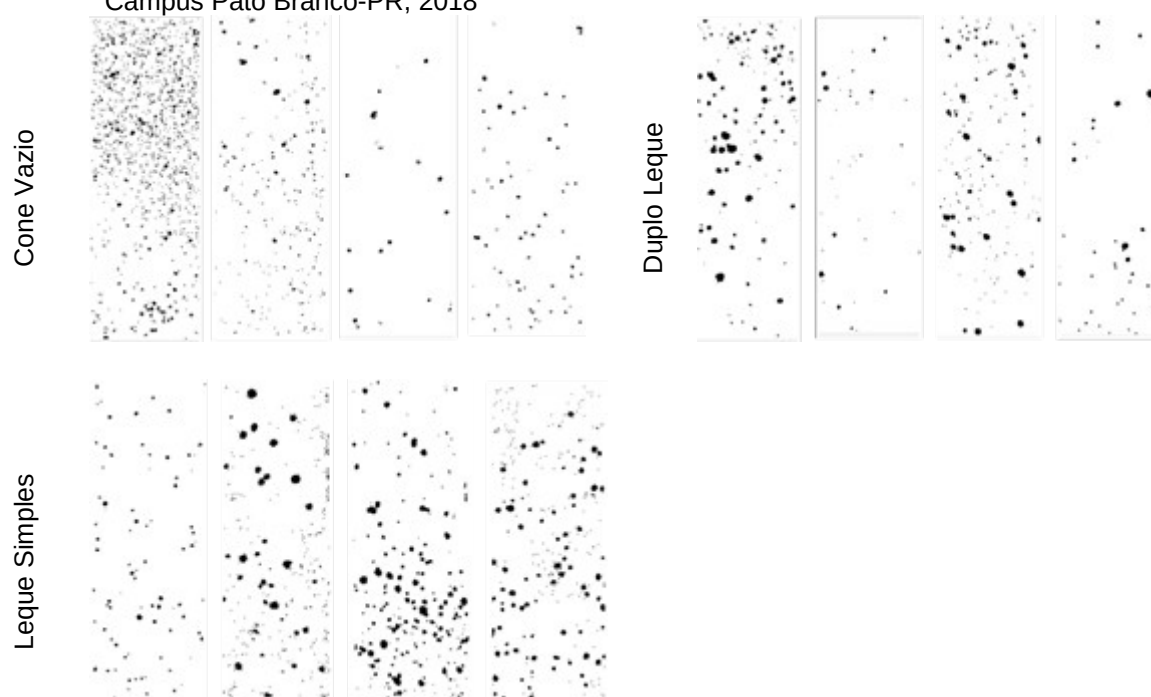 Campus Pato Branco-PR, 2018
Cone Vazio
Duplo Leque
Leque Simples